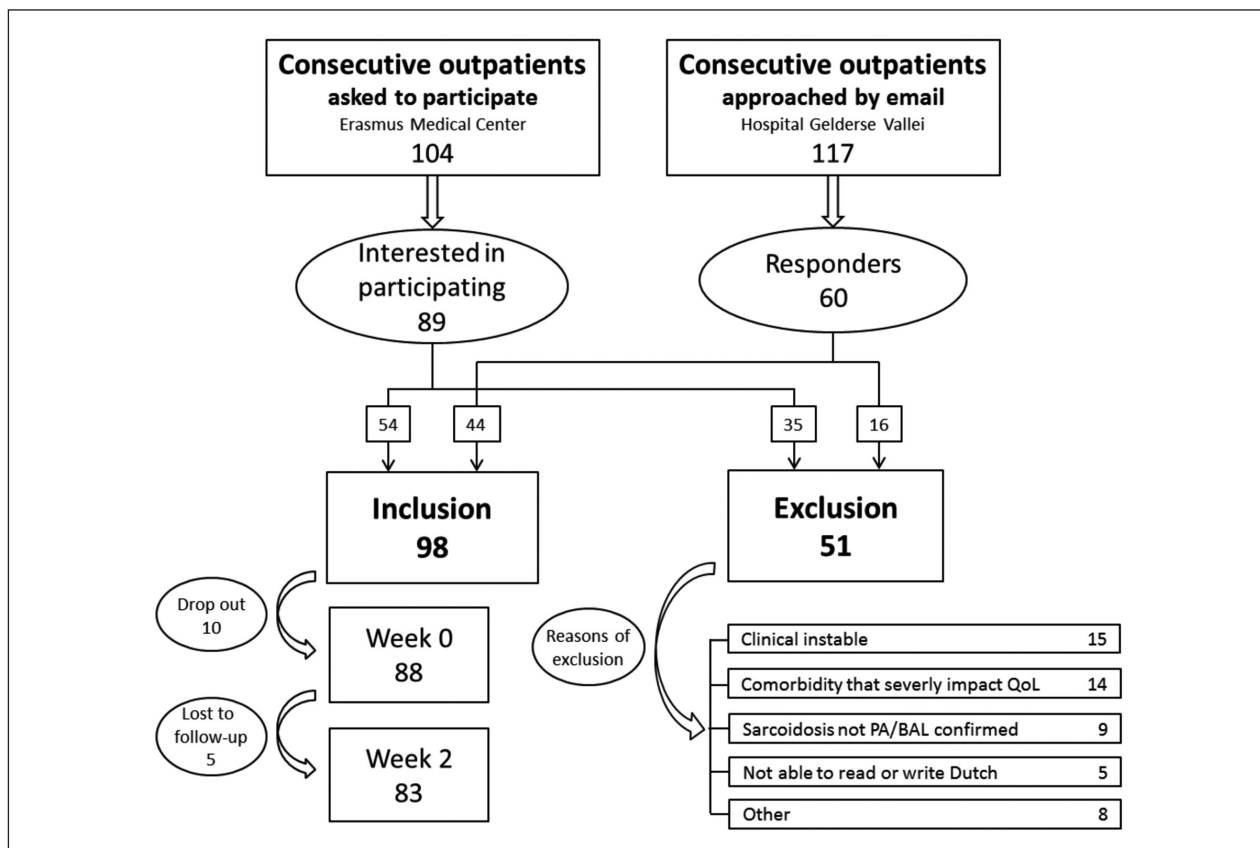 Consecutive outpatients
asked to participate
Erasmus Medical Center
104
Consecutive outpatients
approached by email
Hospital Gelderse Vallei
117
Interested in
participating
89
Responders
60
54
44
35
16
Inclusion
98
Exclusion
51
Drop out
10
Week 0
88
Lost to
follow-up
5
Week 2
83
Reasons of
exclusion
Clinical instable 15
Comorbidity that severly impact QoL 14
Sarcoidosis not PA/BAL confirmed 9
Not able to read or write Dutch 5
Other 8